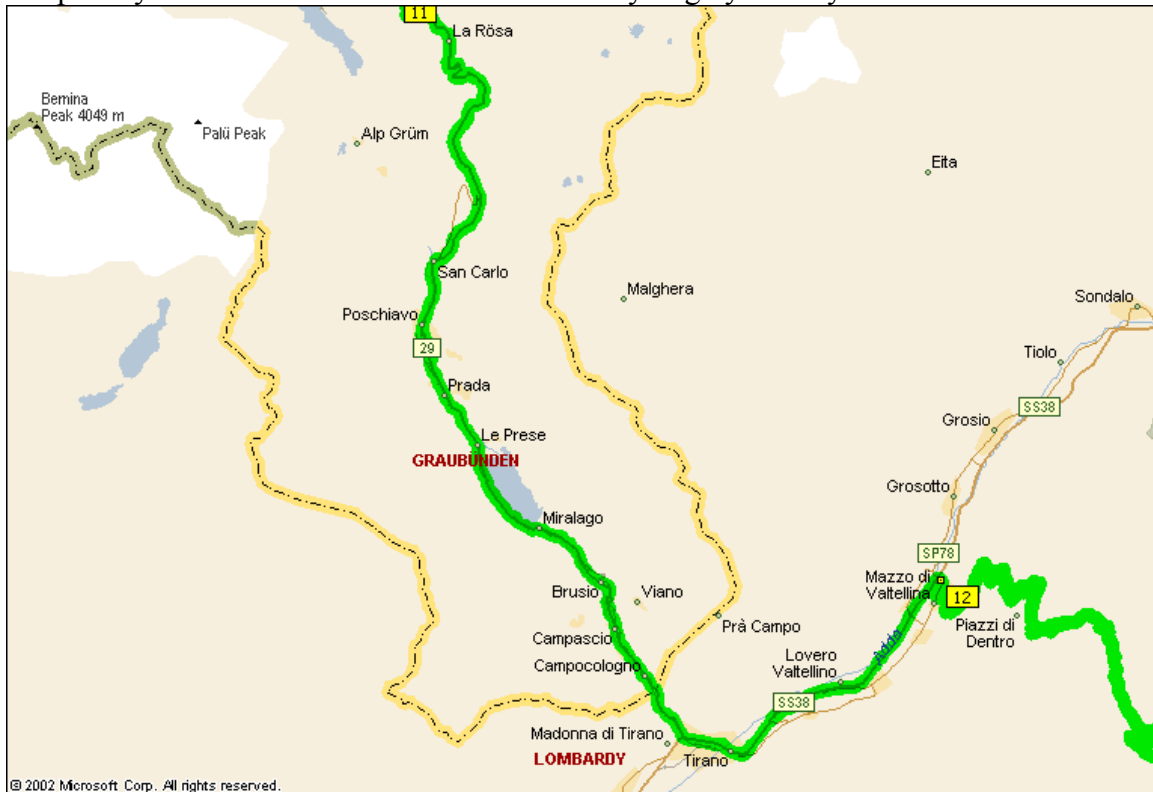 11
La Rösa
Bernina
Peak 4049 m
Palü Peak
Alp Grüm
Eita
San Carlo
Malghera
Sondalo
Poschiavo
29
Tiolo
Prada
SS38
Grosio
Le Prese
GRAUBÜNDEN
Grosotto
Miralago
SP78
Mazzo di
Valtellina
12
Brusio
Viano
Piazzi di
Dentro
Prà Campo
Campascio
Adda
Lovero
Valtellino
Campocologno
SS38
Madonna di Tirano
Tirano
LOMBARDY
© 2002 Microsoft Corp. All rights reserved.